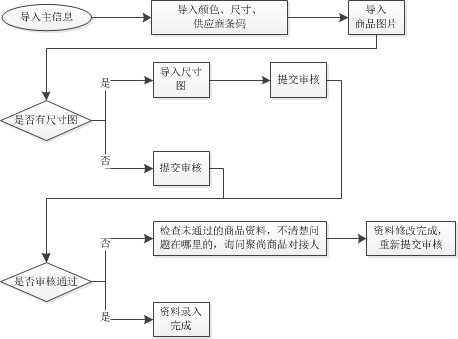 导入主信息
导入颜色、尺寸、
供应商条码
导入
商品图片
是否有尺寸图
是
导入尺寸
图
提交审核
否
提交审核
是否审核通过
否
检查未通过的商品资料，不清楚问
题在哪里的，询问聚尚商品对接人
资料修改完成，
重新提交审核
是
资料录入
完成